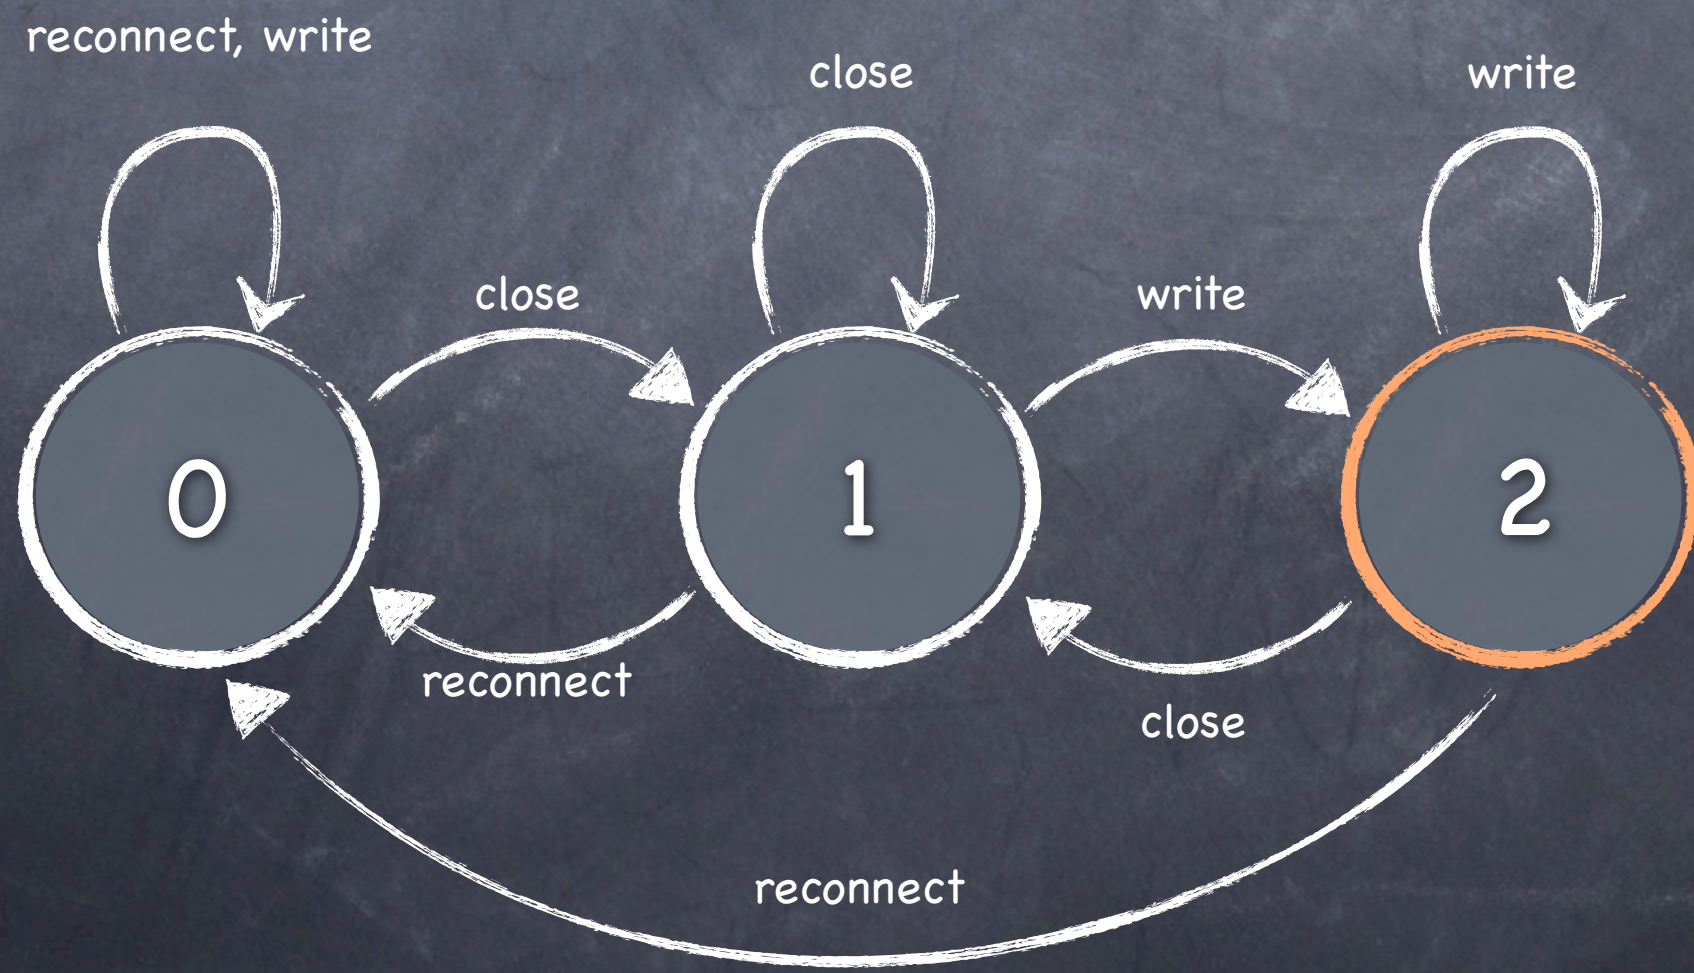 reconnect, write
close
write
close
write
0
1
2
reconnect
close
reconnect